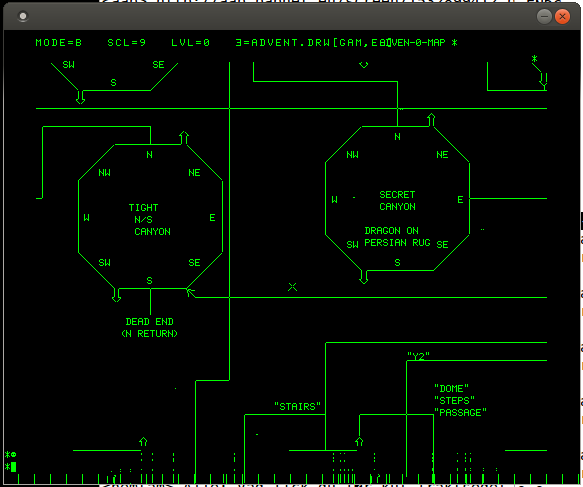 MODE=B SCL=9 LVL=0 3=ADVENT.DRW[GAM,EA]VEN-0-MAP *
*
SW SE
S
N
N
NW NE
NW NE
SECRET
CANYON
W E
TIGHT
N/S
CANYON
W E
DRAGON ON
PERSIAN RUG
SW SE
S
SW SE
S
DEAD END
(N RETURN)
"Y2"
"DOME"
"STEPS"
"PASSAGE"
"STAIRS"
*
*